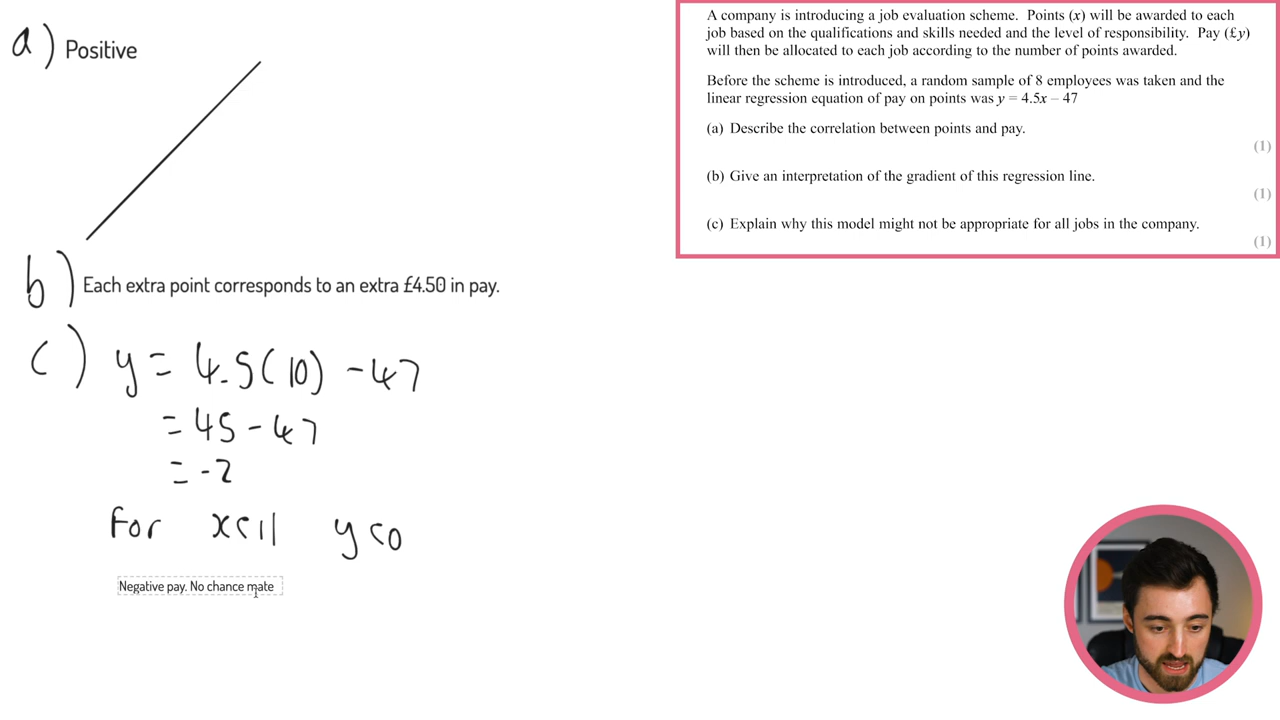 a) Positive
b) Each extra point corresponds to an extra £4.50 in pay.
c) y = 4.5(10) - 47
= 45 - 47
= -2
For x<11 y<0
Negative pay. No chance mate
A company is introducing a job evaluation scheme. Points (x) will be awarded to each
job based on the qualifications and skills needed and the level of responsibility. Pay (£y)
will then be allocated to each job according to the number of points awarded.
Before the scheme is introduced, a random sample of 8 employees was taken and the
linear regression equation of pay on points was y = 4.5x – 47
(a) Describe the correlation between points and pay.
(1)
(b) Give an interpretation of the gradient of this regression line.
(1)
(c) Explain why this model might not be appropriate for all jobs in the company.
(1)